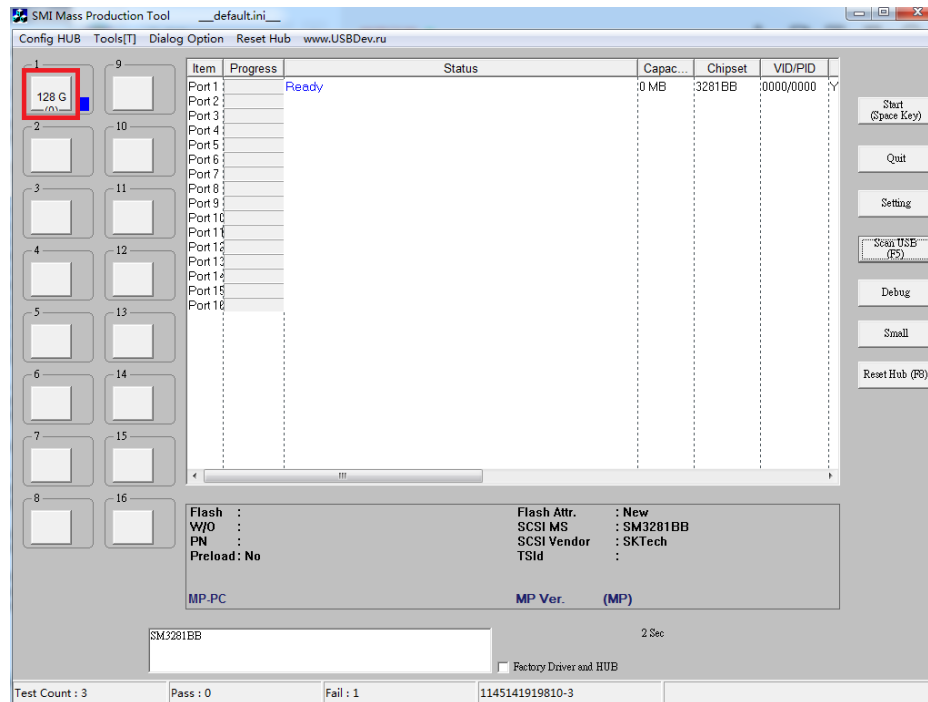 SMI Mass Production Tool __default.ini__
Config HUB Tools[T] Dialog Option Reset Hub www.USBDev.ru
1 9
128 G
(0)
2 10
3 11
4 12
5 13
6 14
7 15
8 16
Item Progress Status Capac... Chipset VID/PID
Port 1 Ready 0 MB 3281BB 0000/0000 Y
Port 2
Port 3
Port 4
Port 5
Port 6
Port 7
Port 8
Port 9
Port 10
Port 11
Port 12
Port 13
Port 14
Port 15
Port 16
Start
(Space Key)
Quit
Setting
Scan USB
(F5)
Debug
Small
Reset Hub (F8)
Flash : Flash Attr. : New
W/O : SCSI MS : SM3281BB
PN : SCSI Vendor : SKTech
Preload : No TSId :
MP-PC MP Ver. (MP)
SM3281BB
2 Sec
Factory Driver and HUB
Test Count : 3 Pass : 0 Fail : 1 1145141919810-3